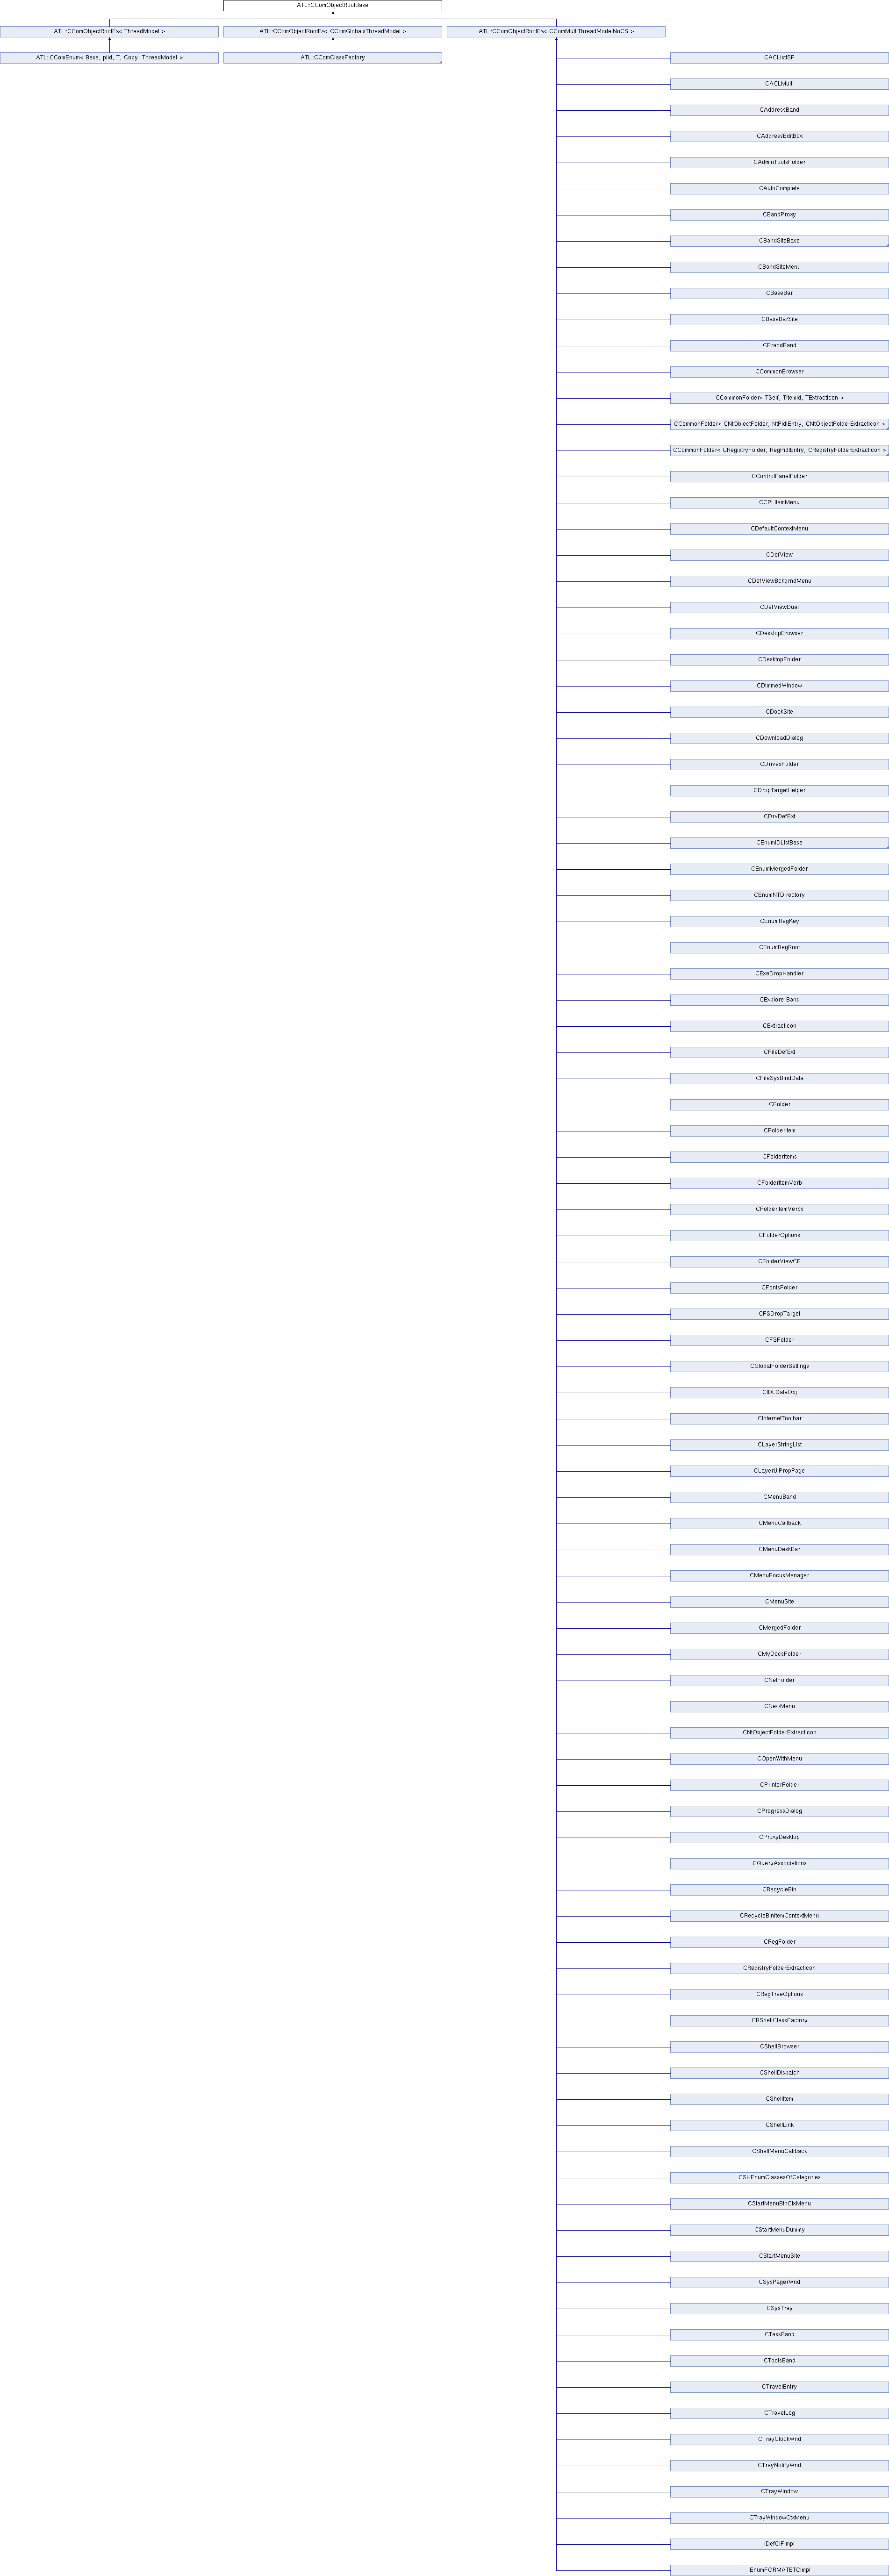 ATL::CComObjectRootBase
ATL::CComObjectRootEx< ThreadModel >
ATL::CComObjectRootEx< CComGlobalsThreadModel >
ATL::CComObjectRootEx< CComMultiThreadModelNoCS >
ATL::CComEnum< Base, piid, T, Copy, ThreadModel >
ATL::CComClassFactory
CACListISF
CACLMulti
CAddressBand
CAddressEditBox
CAdminToolsFolder
CAutoComplete
CBandProxy
CBandSiteBase
CBandSiteMenu
CBaseBar
CBaseBarSite
CBrandBand
CCommonBrowser
CCommonFolder< TSelf, TItemId, TExtractIcon >
CCommonFolder< CNtObjectFolder, NtPidlEntry, CNtObjectFolderExtractIcon >
CCommonFolder< CRegistryFolder, RegPidlEntry, CRegistryFolderExtractIcon >
CControlPanelFolder
CCPLItemMenu
CDefaultContextMenu
CDefView
CDefViewBckgrndMenu
CDefViewDual
CDesktopBrowser
CDesktopFolder
CDimmedWindow
CDockSite
CDownloadDialog
CDrivesFolder
CDropTargetHelper
CDrvDefExt
CEnumIDListBase
CEnumMergedFolder
CEnumNTDirectory
CEnumRegKey
CEnumRegRoot
CExeDropHandler
CExplorerBand
CExtractIcon
CFileDefExt
CFileSysBindData
CFolder
CFolderItem
CFolderItems
CFolderItemVerb
CFolderItemVerbs
CFolderOptions
CFolderViewCB
CFontsFolder
CFSDropTarget
CFSFolder
CGlobalFolderSettings
CIDLDataObj
CInternetToolbar
CLayerStringList
CLayerUIPropPage
CMenuBand
CMenuCallback
CMenuDeskBar
CMenuFocusManager
CMenuSite
CMergedFolder
CMyDocsFolder
CNetFolder
CNewMenu
CNtObjectFolderExtractIcon
COpenWithMenu
CPrinterFolder
CProgressDialog
CProxyDesktop
CQueryAssociations
CRecycleBin
CRecycleBinItemContextMenu
CRegFolder
CRegistryFolderExtractIcon
CRegTreeOptions
CRShellClassFactory
CShellBrowser
CShellDispatch
CShellItem
CShellLink
CShellMenuCallback
CSHEnumClassesOfCategories
CStartMenuBtnCtxMenu
CStartMenuDummy
CStartMenuSite
CSysPagerWnd
CSysTray
CTaskBand
CToolsBand
CTravelEntry
CTravelLog
CTrayClockWnd
CTrayNotifyWnd
CTrayWindow
CTrayWindowCtxMenu
IDefClFImpl
IEnumFORMATETCImpl